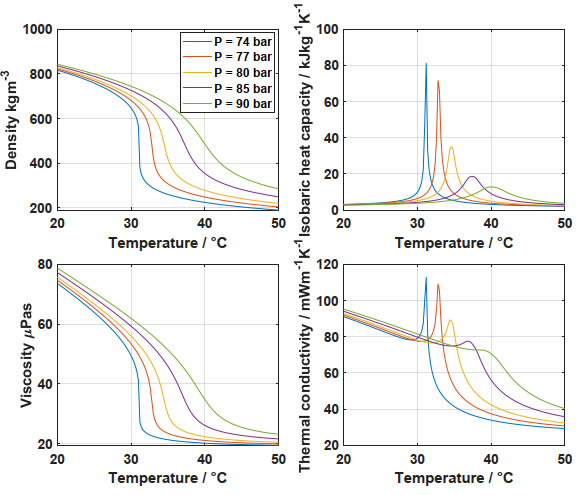 Density kgm-3
1000
800
600
400
200
20
30
40
50
Temperature / °C
P = 74 bar
P = 77 bar
P = 80 bar
P = 85 bar
P = 90 bar
Isobaric heat capacity / kJkg-1K-1
100
80
60
40
20
0
20
30
40
50
Temperature / °C
Viscosity μPas
80
60
40
20
20
30
40
50
Temperature / °C
Thermal conductivity / mWm-1K-1
120
100
80
60
40
20
20
30
40
50
Temperature / °C